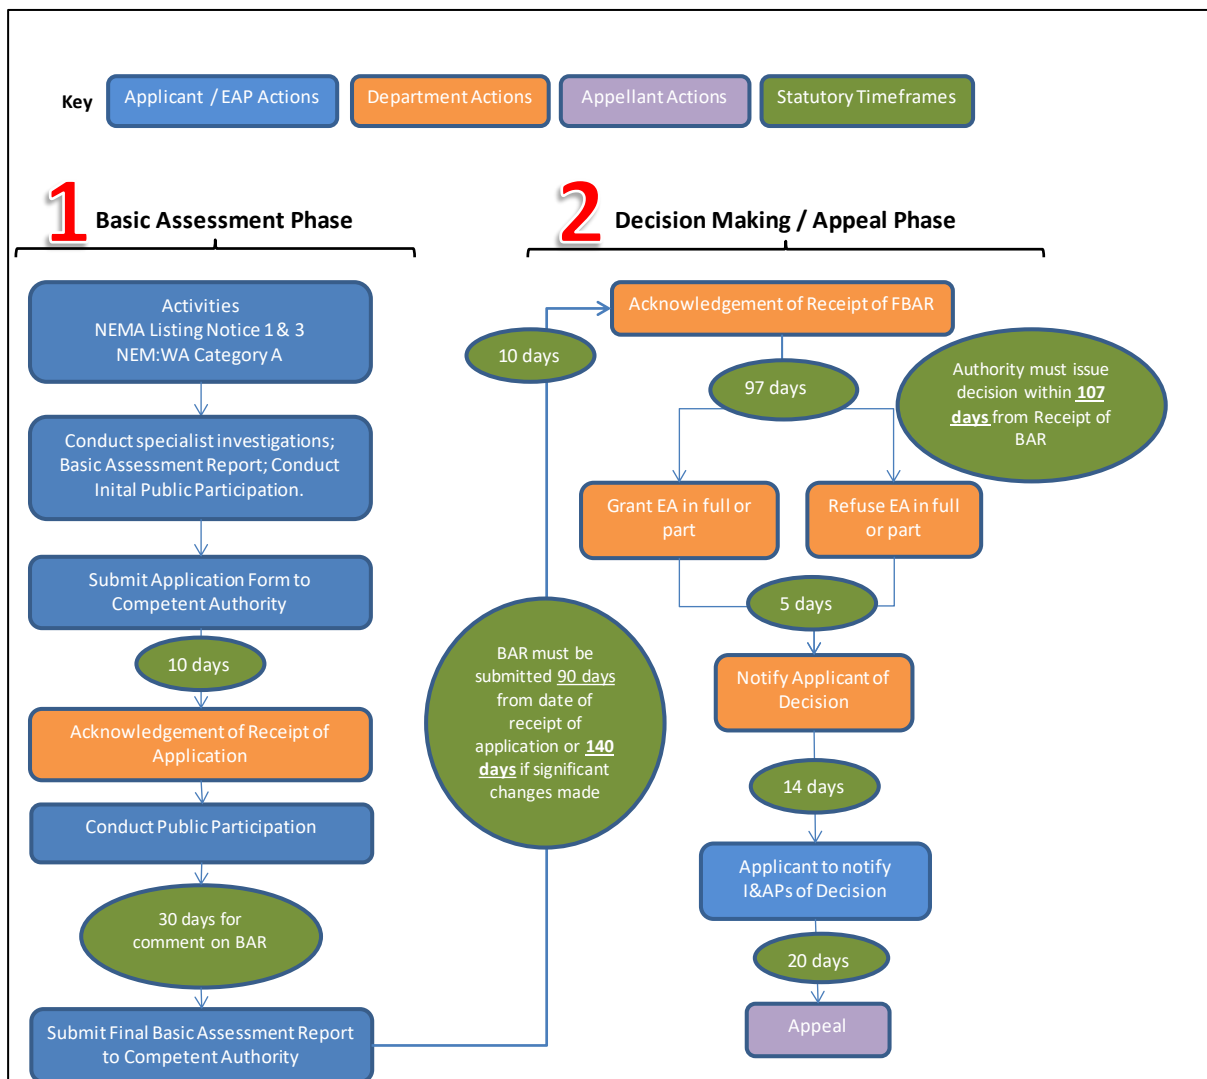 Key
Applicant / EAP Actions
Department Actions
Appellant Actions
Statutory Timeframes
1 Basic Assessment Phase
Activities
NEMA Listing Notice 1 & 3
NEM:WA Category A
Conduct specialist investigations;
Basic Assessment Report; Conduct
Inital Public Participation.
Submit Application Form to
Competent Authority
10 days
Acknowledgement of Receipt of
Application
Conduct Public Participation
30 days for
comment on BAR
Submit Final Basic Assessment Report
to Competent Authority
BAR must be
submitted 90 days
from date of
receipt of
application or 140
days if significant
changes made
10 days
2 Decision Making / Appeal Phase
Acknowledgement of Receipt of FBAR
97 days
Authority must issue
decision within 107
days from Receipt of
BAR
Grant EA in full or
part
Refuse EA in full
or part
5 days
Notify Applicant of
Decision
14 days
Applicant to notify
I&APs of Decision
20 days
Appeal